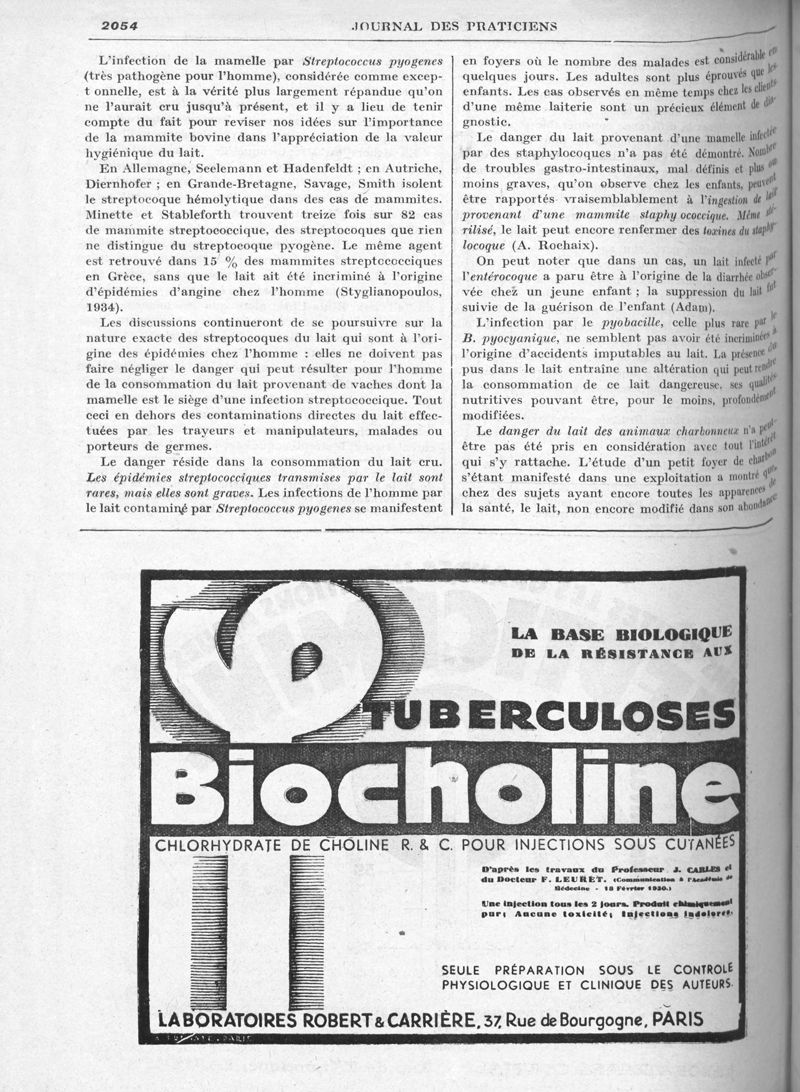 2054 JOURNAL DES PRATICIENS
L'infection de la mamelle par Streptococcus pyogenes
(très pathogène pour l'homme), considérée comme excep-
t onnelle, est à la vérité plus largement répandue qu'on
ne l'aurait cru jusqu'à présent, et il y a lieu de tenir
compte du fait pour reviser nos idées sur l'importance
de la mammite bovine dans l'appréciation de la valeur
hygiénique du lait.
En Allemagne, Seelemann et Hadenfeldt ; en Autriche,
Diernhofer ; en Grande-Bretagne, Savage, Smith isolent
le streptocoque hémolytique dans des cas de mammites.
Minette et Stableforth trouvent treize fois sur 82 cas
de mammite streptococcique, des streptocoques que rien
ne distingue du streptocoque pyogène. Le même agent
est retrouvé dans 15 % des mammites streptococciques
en Grèce, sans que le lait ait été incriminé à l'origine
d'épidémies d'angine chez l'homme (Styglianopoulos,
1934).
Les discussions continueront de se poursuivre sur la
nature exacte des streptocoques du lait qui sont à l'ori-
gine des épidémies chez l'homme : elles ne doivent pas
faire négliger le danger qui peut résulter pour l'homme
de la consommation du lait provenant de vaches dont la
mamelle est le siège d'une infection streptococcique. Tout
ceci en dehors des contaminations directes du lait effec-
tuées par les trayeurs et manipulateurs, malades ou
porteurs de germes.
Le danger réside dans la consommation du lait cru.
Les épidémies streptococciques transmises par le lait sont
rares, mais elles sont graves. Les infections de l'homme par
le lait contaminé par Streptococcus pyogenes se manifestent
en foyers où le nombre des malades est considérable en
quelques jours. Les adultes sont plus éprouvés que les
enfants. Les cas observés en même temps chez les clients
d'une même laiterie sont un précieux élément de dia-
gnostic.
Le danger du lait provenant d'une mamelle infectée
par des staphylocoques n'a pas été démontré. Nombre
de troubles gastro-intestinaux, mal définis et plus ou
moins graves, qu'on observe chez les enfants, peuvent
être rapportés vraisemblablement à l'ingestion de lait
provenant d'une mammite staphy ococcique. Même sté-
rilisé, le lait peut encore renfermer des toxines du staphy-
locoque (A. Rochaix).
On peut noter que dans un cas, un lait infecté par
l'entérocoque a paru être à l'origine de la diarrhée obser-
vée chez un jeune enfant ; la suppression du lait fut
suivie de la guérison de l'enfant (Adam).
L'infection par le pyobacille, celle plus rare par le
B. pyocyanique, ne semblent pas avoir été incriminées à
l'origine d'accidents imputables au lait. La présence de
pus dans le lait entraîne une altération qui peut rendre
la consommation de ce lait dangereuse, ses qualités
nutritives pouvant être, pour le moins, profondément
modifiées.
Le danger du lait des animaux charbonneux n'a peut-
être pas été pris en considération avec tout l'intérêt
qui s'y rattache. L'étude d'un petit foyer de charbon
s'étant manifesté dans une exploitation a montré que,
chez des sujets ayant encore toutes les apparences de
la santé, le lait, non encore modifié dans son abondance
LA BASE BIOLOGIQUE
DE LA RÉSISTANCE AUX
TUBERCULOSES
Biocholine
CHLORHYDRATE DE CHOLINE R. & C. POUR INJECTIONS SOUS CUTANÉES
D'après les travaux du Professeur J. CARLES et
du Docteur F. LEURET. (Communication à l'Académie de
Médecine - 18 Février 1930.)
Une injection tous les 2 jours. Produit chimiquement
pur; Aucune toxicité; Injections indolores.
SEULE PRÉPARATION SOUS LE CONTROLE
PHYSIOLOGIQUE ET CLINIQUE DES AUTEURS.
LABORATOIRES ROBERT & CARRIÈRE, 37, Rue de Bourgogne, PARIS